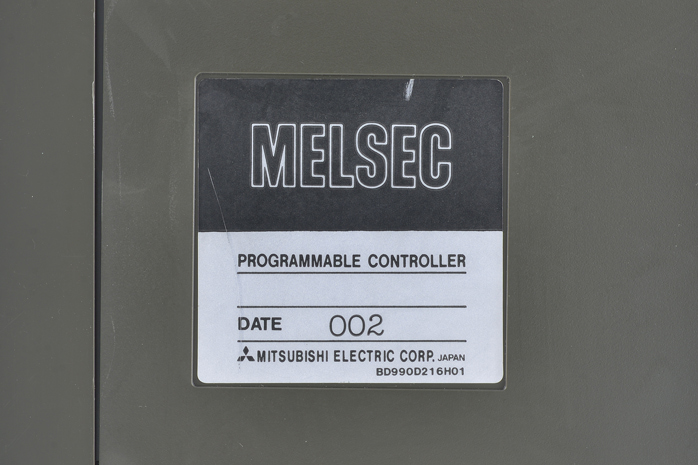 MELSEC
PROGRAMMABLE CONTROLLER
DATE 002
MITSUBISHI ELECTRIC CORP. JAPAN
BD990D216H01